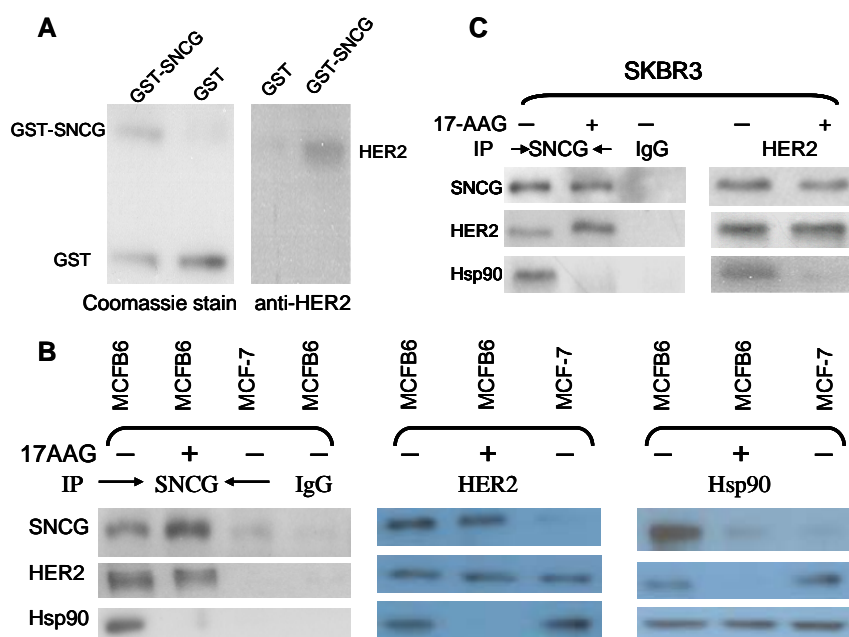 A
GST-SNCG GST
GST GST-SNCG
GST-SNCG
HER2
GST
Coomassie stain anti-HER2
C
SKBR3
17-AAG − + − − +
IP →SNCG← IgG HER2
SNCG
HER2
Hsp90
B
MCFB6 MCFB6 MCF-7 MCFB6 MCFB6 MCFB6 MCF-7 MCFB6 MCFB6 MCF-7
17AAG − + − − − + − − + −
IP → SNCG ← IgG HER2 Hsp90
SNCG
HER2
Hsp90